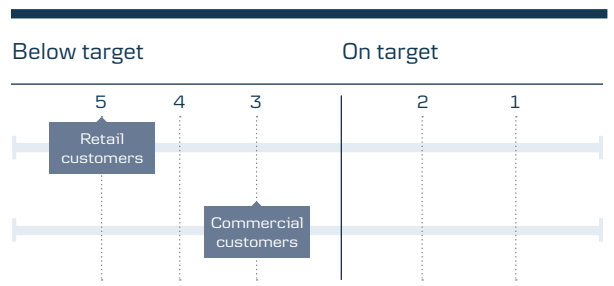 Below target On target
5 4 3 2 1
Retail
customers
Commercial
customers